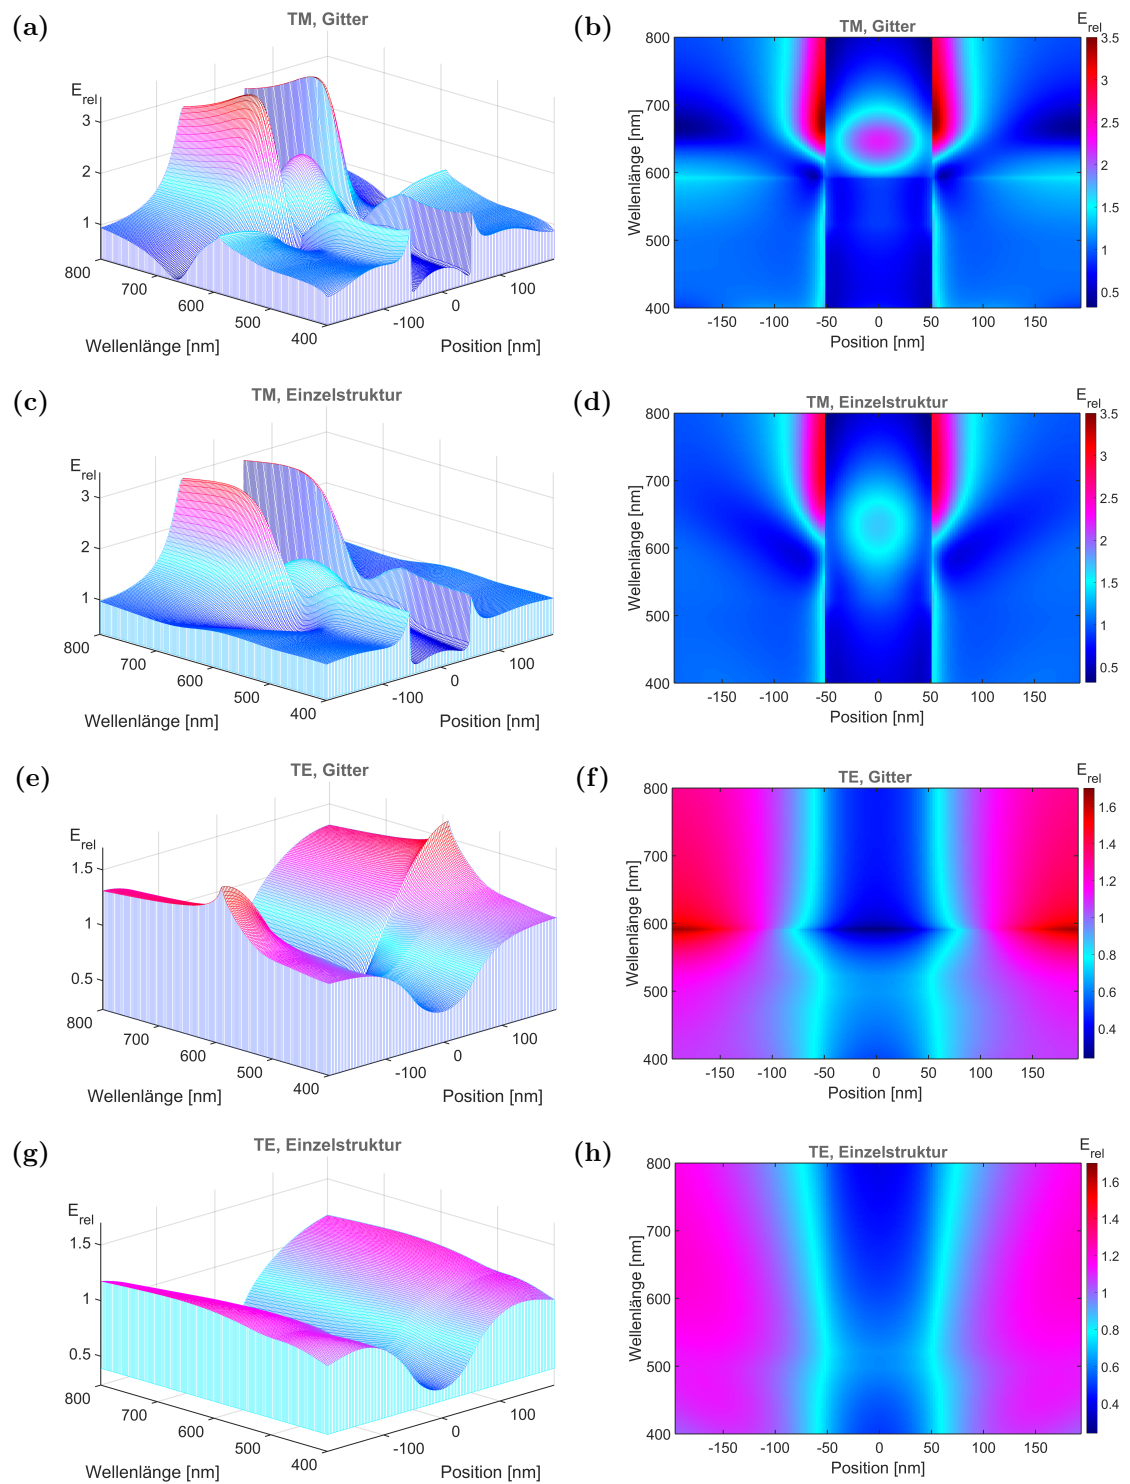 (a)
TM, Gitter
E_rel
3
2
1
800
700
600
500
400
-100
0
100
Wellenlänge [nm]
Position [nm]
(b)
TM, Gitter
E_rel
800
700
600
500
400
Wellenlänge [nm]
-150 -100 -50 0 50 100 150
Position [nm]
3.5
3
2.5
2
1.5
1
0.5
(c)
TM, Einzelstruktur
E_rel
3
2
1
800
700
600
500
400
-100
0
100
Wellenlänge [nm]
Position [nm]
(d)
TM, Einzelstruktur
E_rel
800
700
600
500
400
Wellenlänge [nm]
-150 -100 -50 0 50 100 150
Position [nm]
3.5
3
2.5
2
1.5
1
0.5
(e)
TE, Gitter
E_rel
1.5
1
0.5
800
700
600
500
400
-100
0
100
Wellenlänge [nm]
Position [nm]
(f)
TE, Gitter
E_rel
800
700
600
500
400
Wellenlänge [nm]
-150 -100 -50 0 50 100 150
Position [nm]
1.6
1.4
1.2
1
0.8
0.6
0.4
(g)
TE, Einzelstruktur
E_rel
1.5
1
0.5
800
700
600
500
400
-100
0
100
Wellenlänge [nm]
Position [nm]
(h)
TE, Einzelstruktur
E_rel
800
700
600
500
400
Wellenlänge [nm]
-150 -100 -50 0 50 100 150
Position [nm]
1.6
1.4
1.2
1
0.8
0.6
0.4